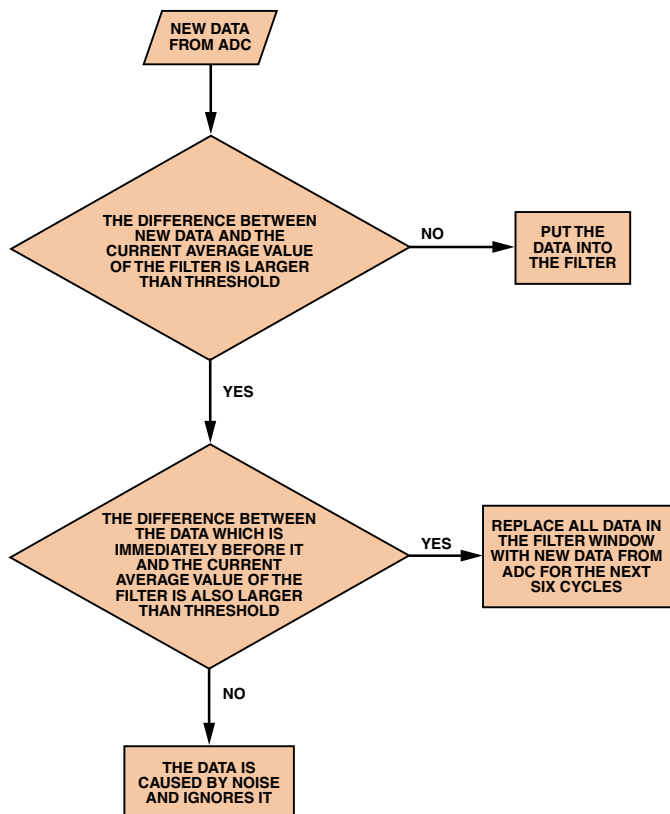 NEW DATA
FROM ADC
THE DIFFERENCE BETWEEN
NEW DATA AND THE
CURRENT AVERAGE VALUE
OF THE FILTER IS LARGER
THAN THRESHOLD
NO
PUT THE
DATA INTO
THE FILTER
YES
THE DIFFERENCE BETWEEN
THE DATA WHICH IS
IMMEDIATELY BEFORE IT
AND THE CURRENT
AVERAGE VALUE OF THE
FILTER IS ALSO LARGER
THAN THRESHOLD
YES
REPLACE ALL DATA IN
THE FILTER WINDOW
WITH NEW DATA FROM
ADC FOR THE NEXT
SIX CYCLES
NO
THE DATA IS
CAUSED BY NOISE
AND IGNORES IT